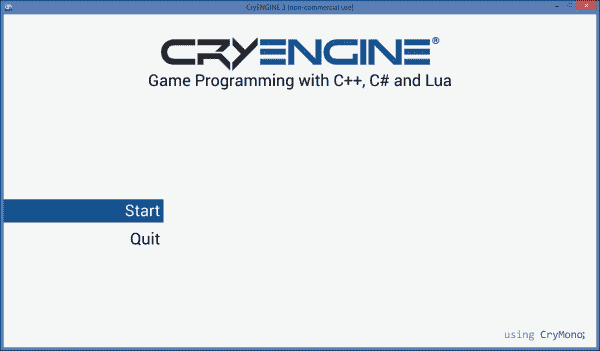 CryENGINE 3 (non-commercial use)
CRYENGINE®
Game Programming with C++, C# and Lua
Start
Quit
using CryMono;